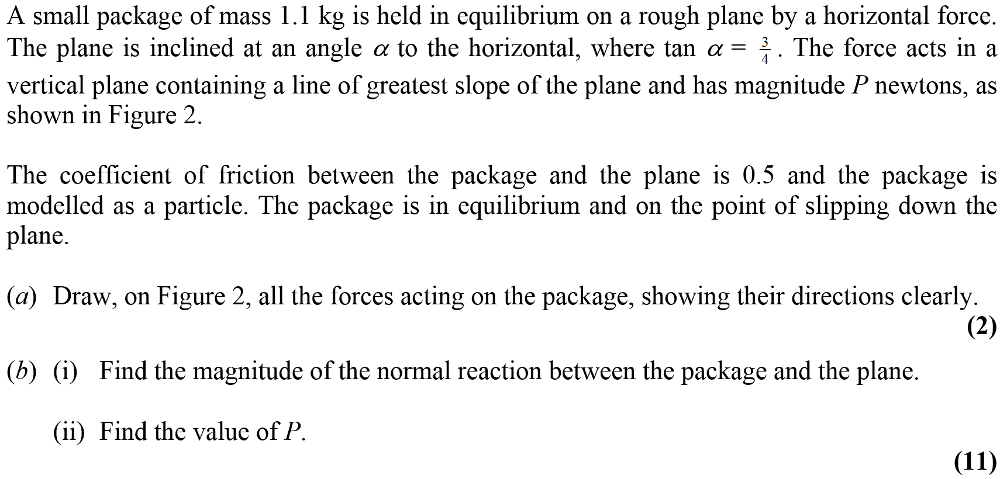 A small package of mass 1.1 kg is held in equilibrium on a rough plane by a horizontal force.
The plane is inclined at an angle α to the horizontal, where tan α = 3/4 . The force acts in a
vertical plane containing a line of greatest slope of the plane and has magnitude P newtons, as
shown in Figure 2.
The coefficient of friction between the package and the plane is 0.5 and the package is
modelled as a particle. The package is in equilibrium and on the point of slipping down the
plane.
(a) Draw, on Figure 2, all the forces acting on the package, showing their directions clearly.
(2)
(b) (i) Find the magnitude of the normal reaction between the package and the plane.
(ii) Find the value of P.
(11)